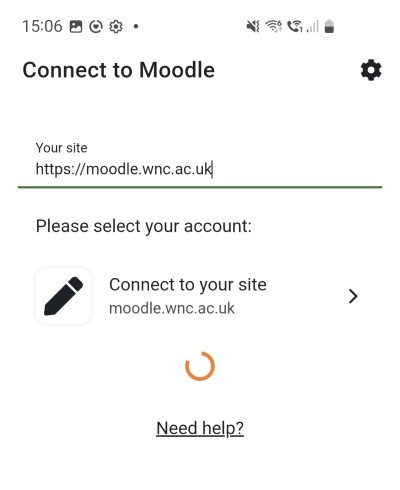 15:06
Connect to Moodle
Your site
https://moodle.wnc.ac.uk
Please select your account:
Connect to your site
moodle.wnc.ac.uk
Need help?